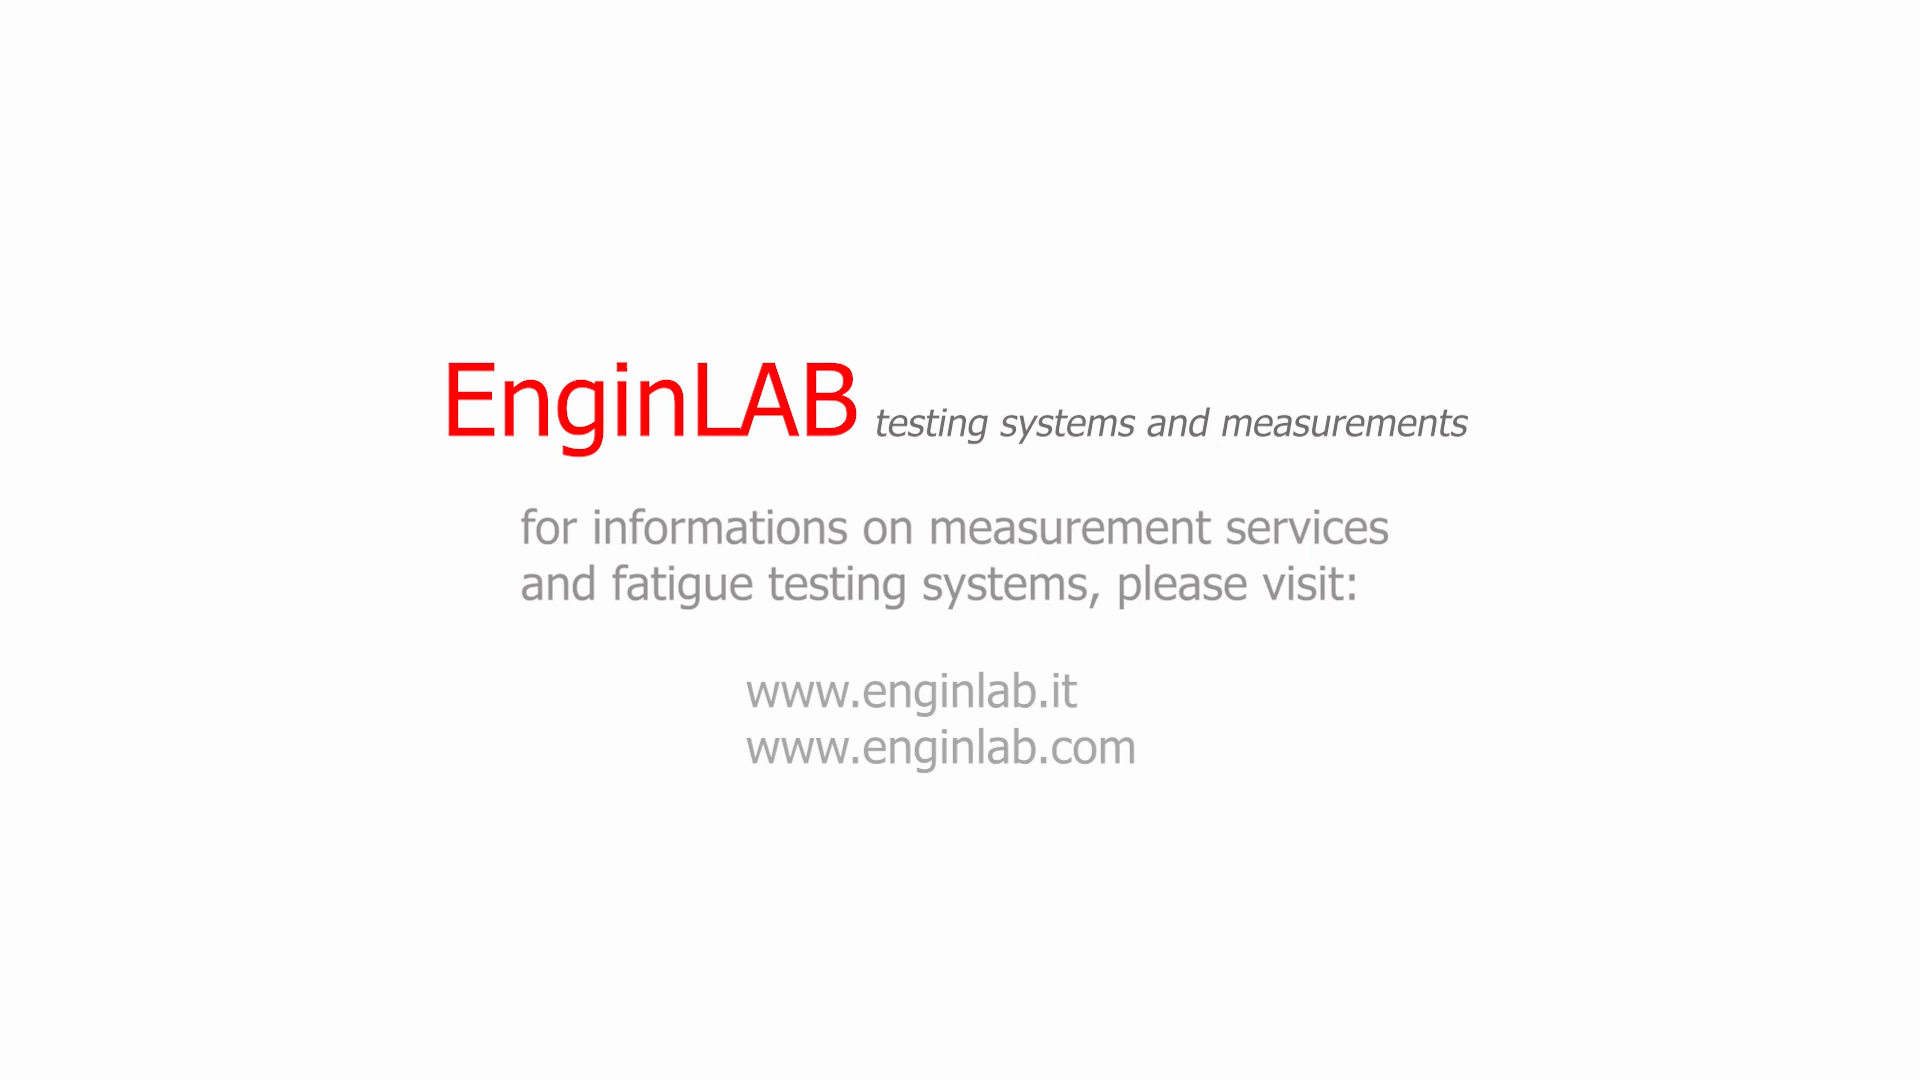 EnginLAB testing systems and measurements
for informations on measurement services
and fatigue testing systems, please visit:
www.enginlab.it
www.enginlab.com